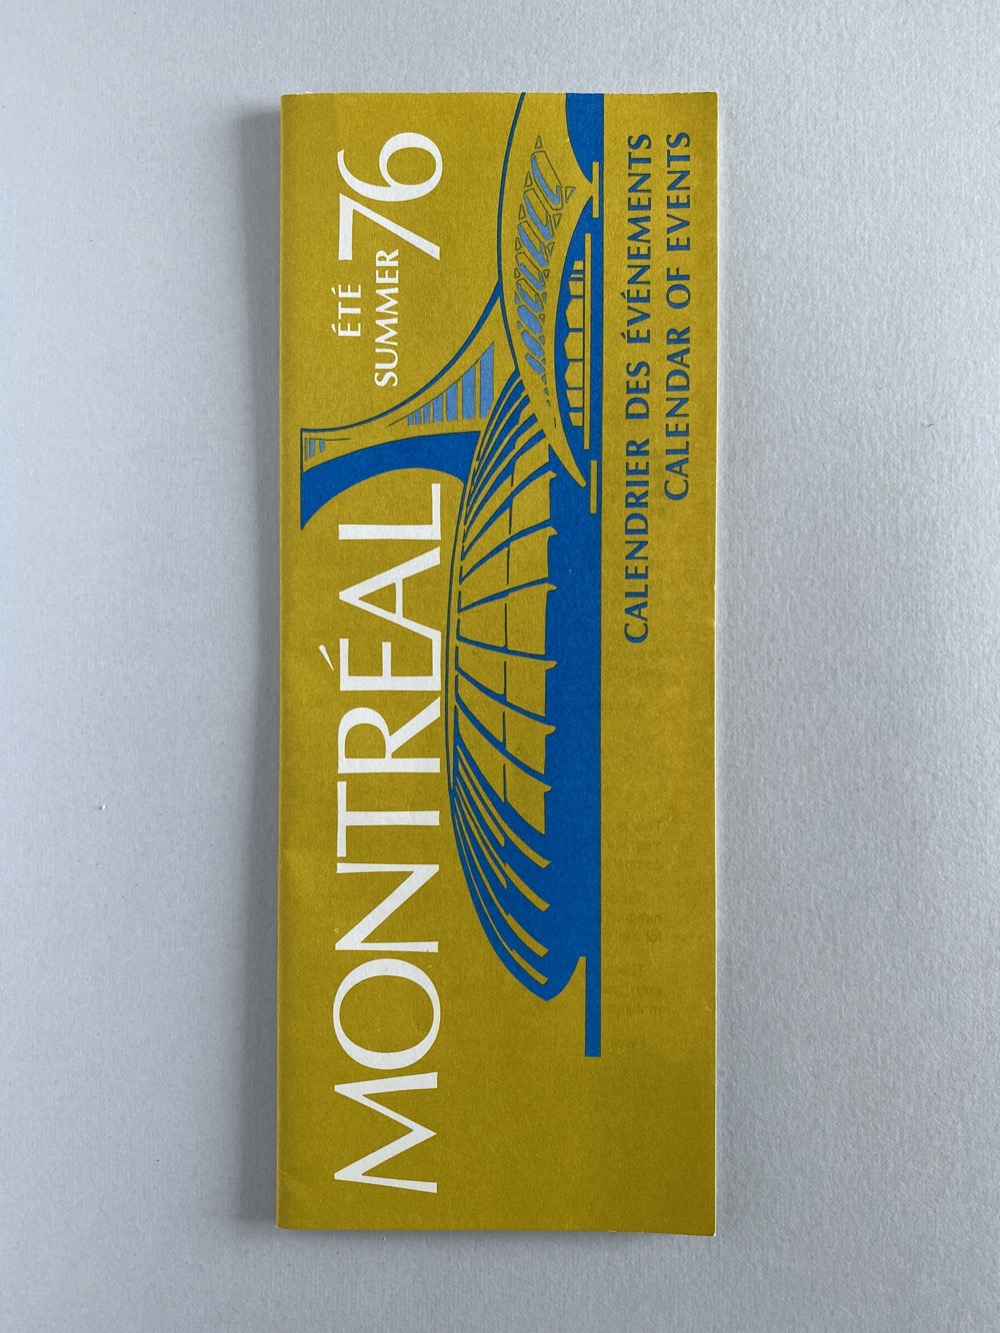 MONTRÉAL
ÉTÉ
SUMMER
76
CALENDRIER DES ÉVÉNEMENTS
CALENDAR OF EVENTS